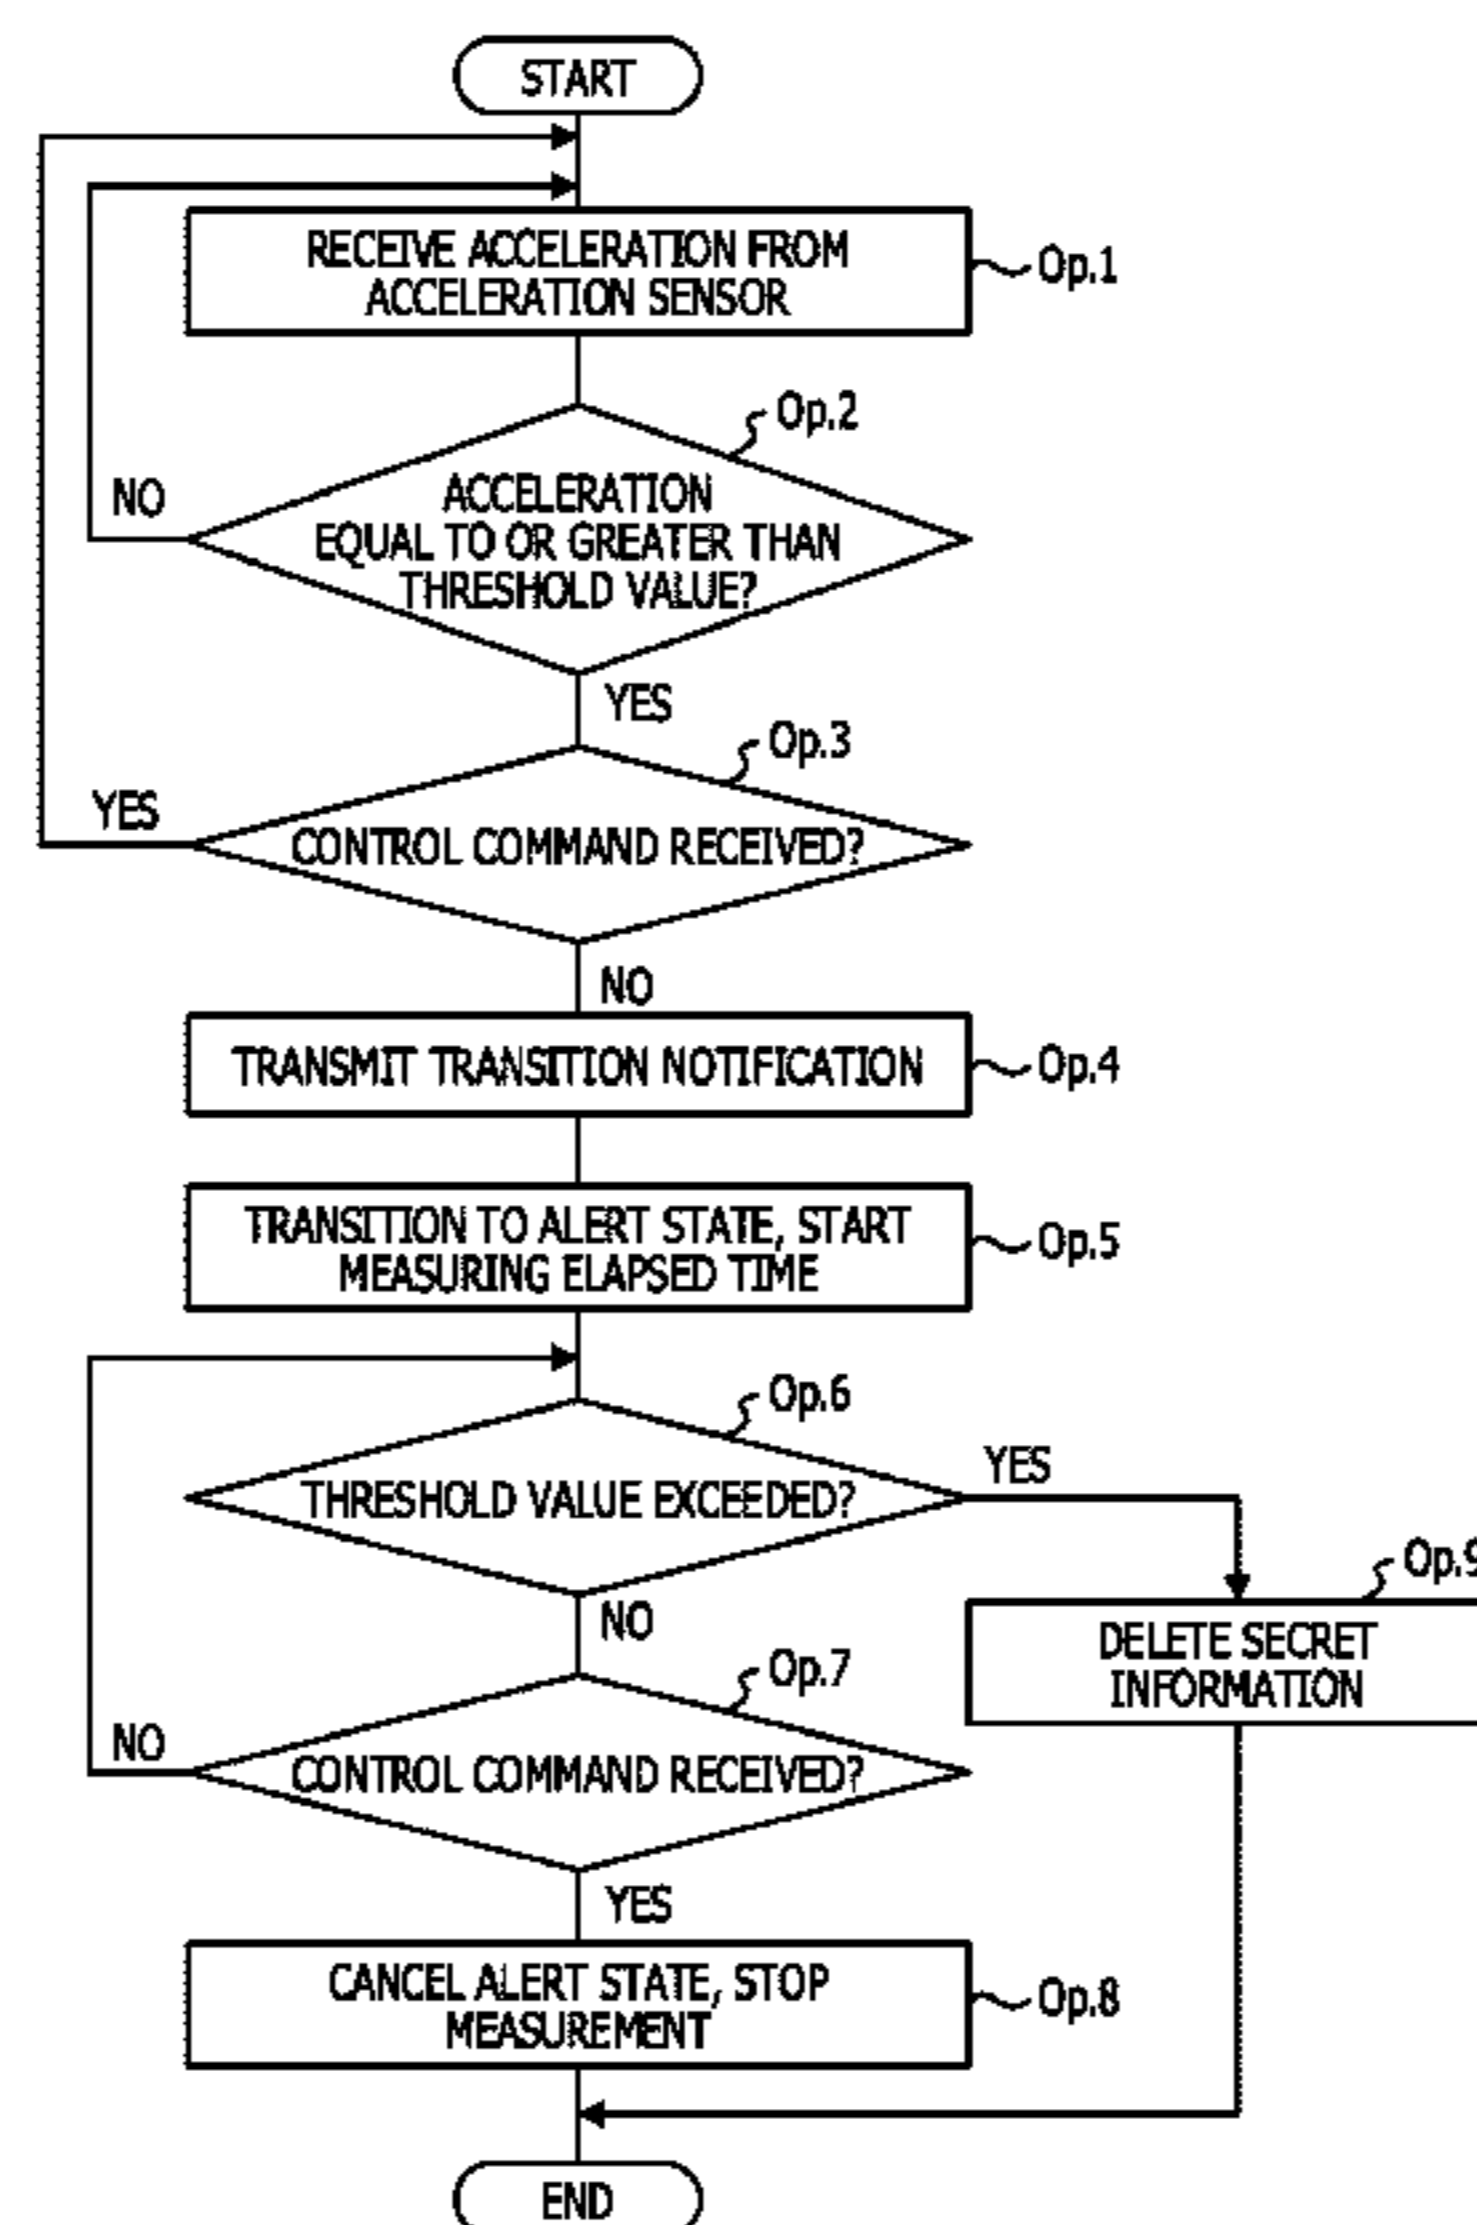 START
RECEIVE ACCELERATION FROM
ACCELERATION SENSOR
Op.1
Op.2
ACCELERATION
EQUAL TO OR GREATER THAN
THRESHOLD VALUE?
NO
YES
Op.3
YES
CONTROL COMMAND RECEIVED?
NO
TRANSMIT TRANSITION NOTIFICATION
Op.4
TRANSITION TO ALERT STATE, START
MEASURING ELAPSED TIME
Op.5
Op.6
THRESHOLD VALUE EXCEEDED?
YES
Op.9
DELETE SECRET
INFORMATION
NO
Op.7
NO
CONTROL COMMAND RECEIVED?
YES
CANCEL ALERT STATE, STOP
MEASUREMENT
Op.8
END